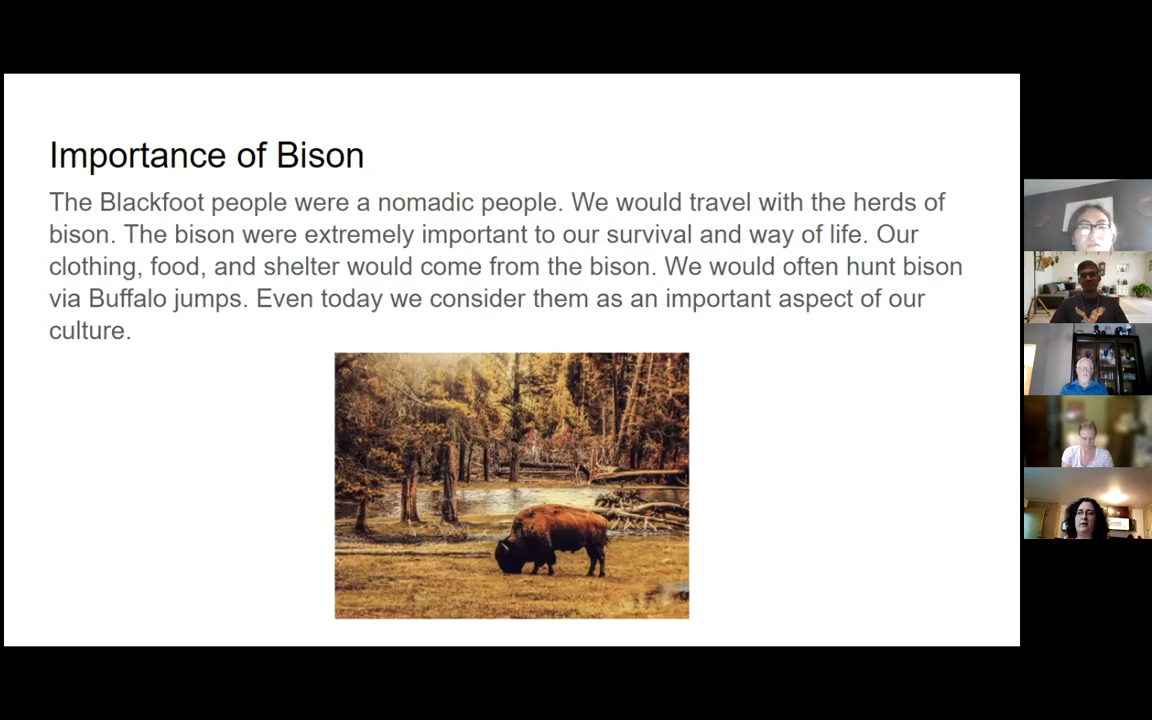 Importance of Bison
The Blackfoot people were a nomadic people. We would travel with the herds of
bison. The bison were extremely important to our survival and way of life. Our
clothing, food, and shelter would come from the bison. We would often hunt bison
via Buffalo jumps. Even today we consider them as an important aspect of our
culture.